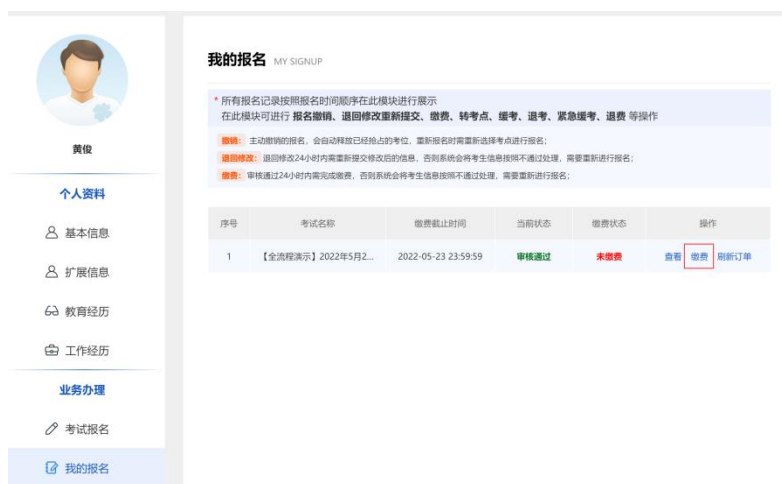 黄俊
个人资料
基本信息
扩展信息
教育经历
工作经历
业务办理
考试报名
我的报名
我的报名 MY SIGNUP
* 所有报名记录按照报名时间顺序在此模块进行展示
在此模块可进行 报名撤销、退回修改重新提交、缴费、转考点、缓考、退考、紧急缓考、退费 等操作
撤销： 主动撤销的报名，会自动释放已经抢占的考位，重新报名时需重新选择考点进行报名；
退回修改： 退回修改24小时内需重新提交修改后的信息，否则系统会将考生信息按照不通过处理，需要重新进行报名；
缴费： 审核通过24小时内需完成缴费，否则系统会将考生信息按照不通过处理，需要重新进行报名；
序号 考试名称 缴费截止时间 当前状态 缴费状态 操作
1 【全流程演示】2022年5月2... 2022-05-23 23:59:59 审核通过 未缴费 查看 缴费 刷新订单